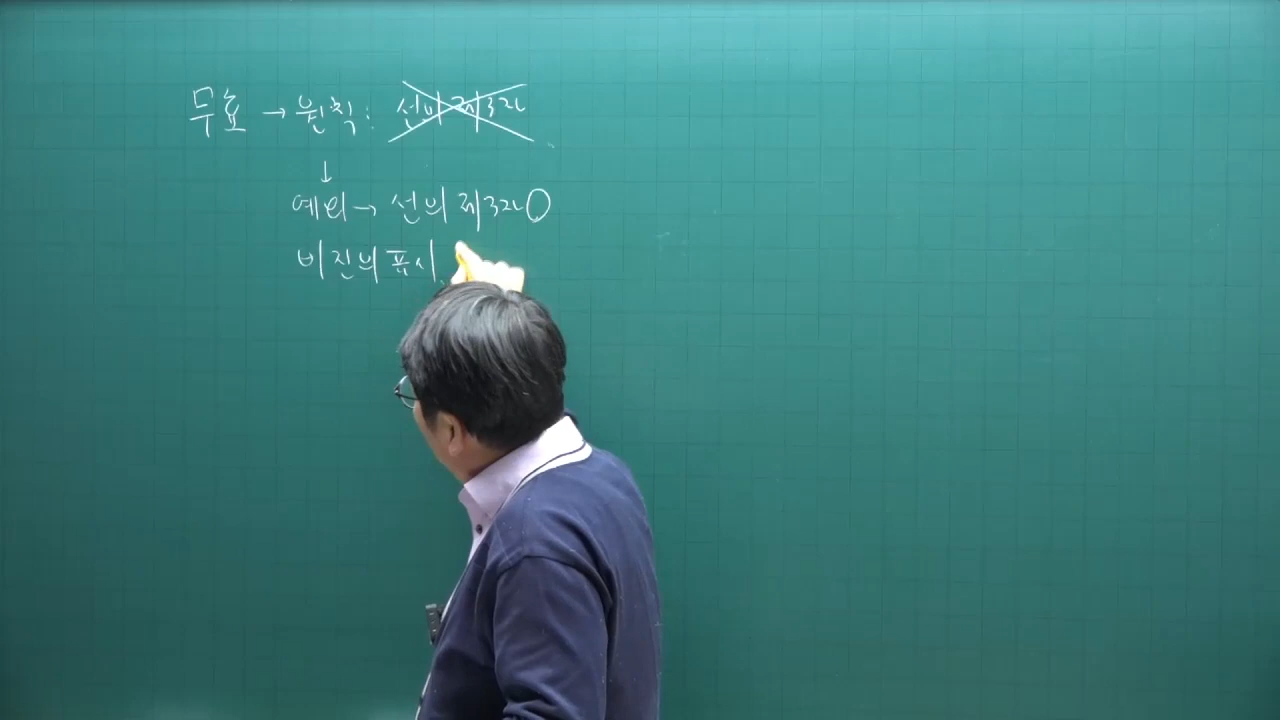 무효 → 원칙 : 선의 제3자
↓
예외 → 선의 제3자 O
비진의 표시